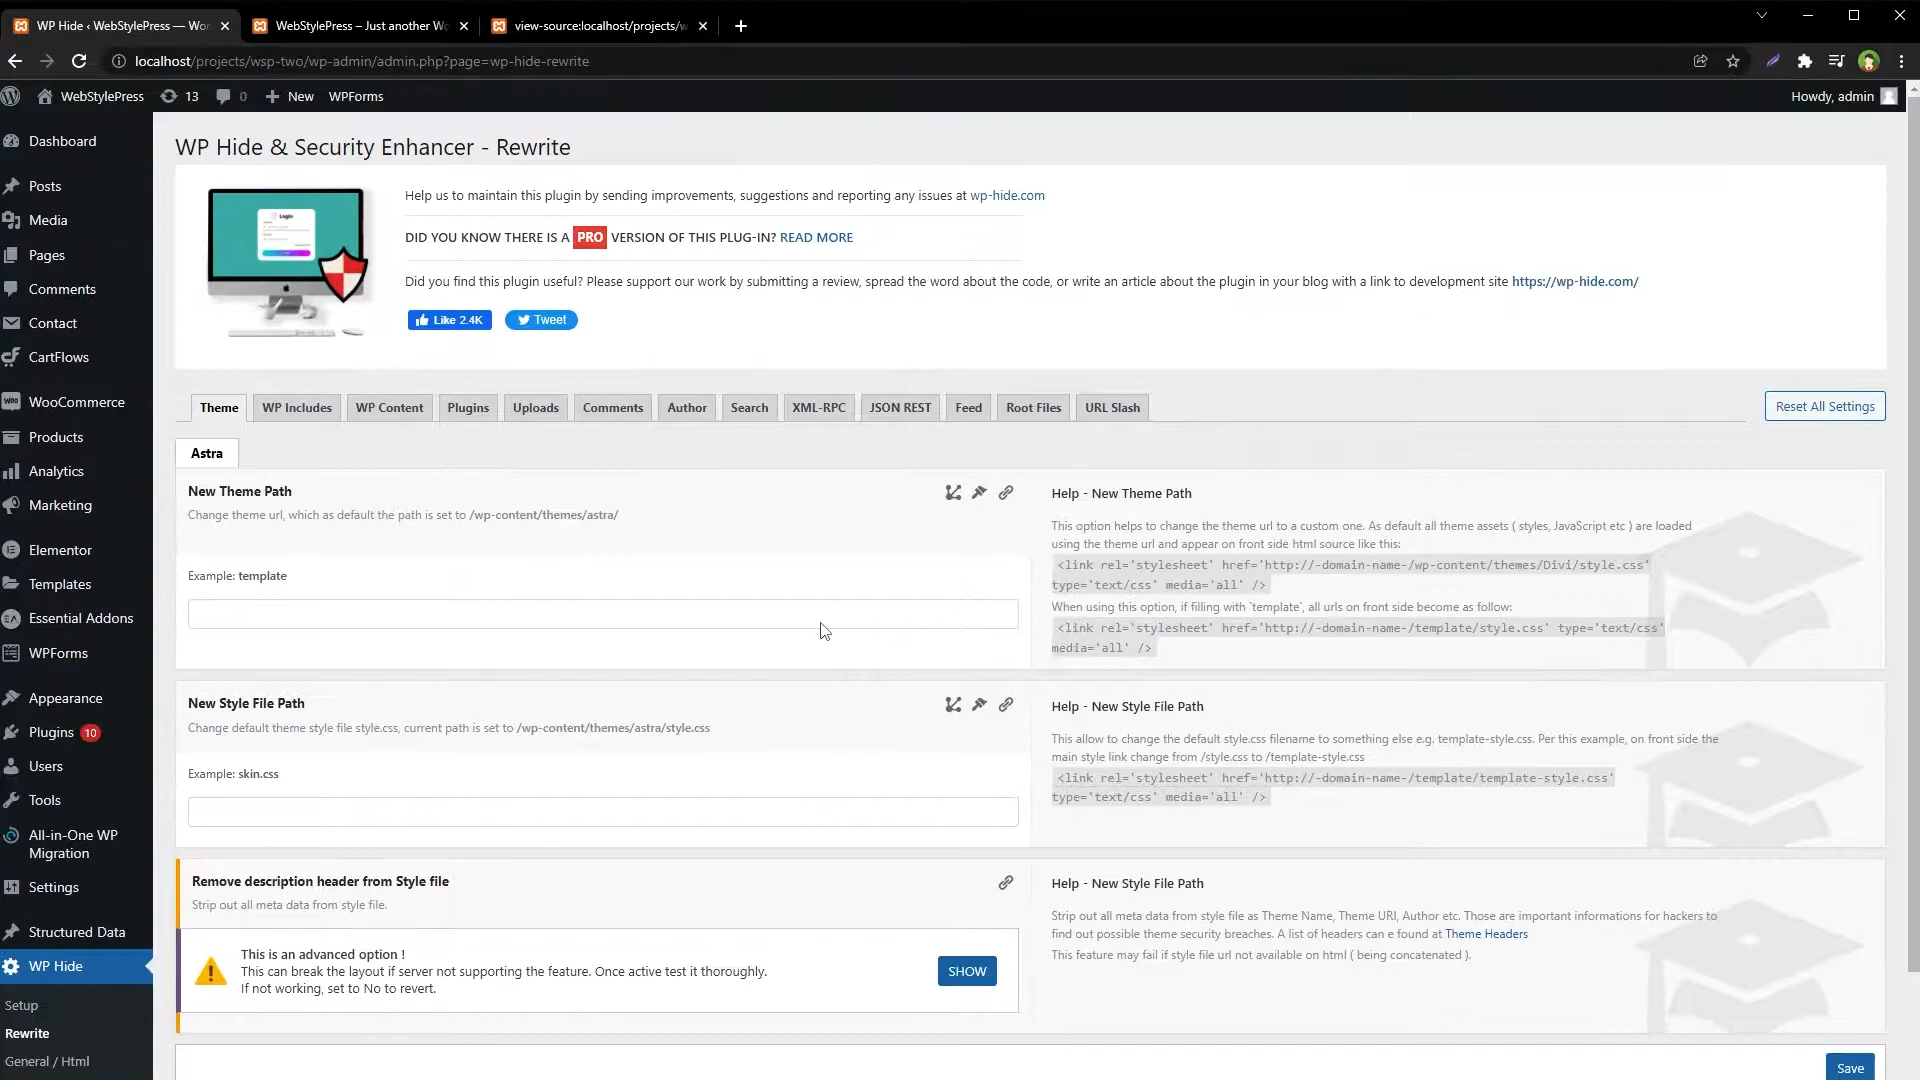 WP Hide ‹ WebStylePress — Wor
WebStylePress – Just another Wo
view-source:localhost/projects/w
localhost/projects/wsp-two/wp-admin/admin.php?page=wp-hide-rewrite
WebStylePress
13
0
New
WPForms
Howdy, admin
Dashboard
Posts
Media
Pages
Comments
Contact
CartFlows
WooCommerce
Products
Analytics
Marketing
Elementor
Templates
Essential Addons
WPForms
Appearance
Plugins 10
Users
Tools
All-in-One WP
Migration
Settings
Structured Data
WP Hide
Setup
Rewrite
General / Html
WP Hide & Security Enhancer - Rewrite
Login
Help us to maintain this plugin by sending improvements, suggestions and reporting any issues at wp-hide.com
DID YOU KNOW THERE IS A PRO VERSION OF THIS PLUG-IN? READ MORE
Did you find this plugin useful? Please support our work by submitting a review, spread the word about the code, or write an article about the plugin in your blog with a link to development site https://wp-hide.com/
Like 2.4K
Tweet
Theme
WP Includes
WP Content
Plugins
Uploads
Comments
Author
Search
XML-RPC
JSON REST
Feed
Root Files
URL Slash
Reset All Settings
Astra
New Theme Path
Change theme url, which as default the path is set to /wp-content/themes/astra/
Example: template
Help - New Theme Path
This option helps to change the theme url to a custom one. As default all theme assets ( styles, JavaScript etc ) are loaded
using the theme url and appear on front side html source like this:
<link rel='stylesheet' href='http://-domain-name-/wp-content/themes/Divi/style.css'
type='text/css' media='all' />
When using this option, if filling with `template`, all urls on front side become as follow:
<link rel='stylesheet' href='http://-domain-name-/template/style.css' type='text/css'
media='all' />
New Style File Path
Change default theme style file style.css, current path is set to /wp-content/themes/astra/style.css
Example: skin.css
Help - New Style File Path
This allow to change the default style.css filename to something else e.g. template-style.css. Per this example, on front side the
main style link change from /style.css to /template-style.css
<link rel='stylesheet' href='http://-domain-name-/template/template-style.css'
type='text/css' media='all' />
Remove description header from Style file
Strip out all meta data from style file.
This is an advanced option !
This can break the layout if server not supporting the feature. Once active test it thoroughly.
If not working, set to No to revert.
SHOW
Help - New Style File Path
Strip out all meta data from style file as Theme Name, Theme URI, Author etc. Those are important informations for hackers to
find out possible theme security breaches. A list of headers can e found at Theme Headers
This feature may fail if style file url not available on html ( being concatenated ).
Save